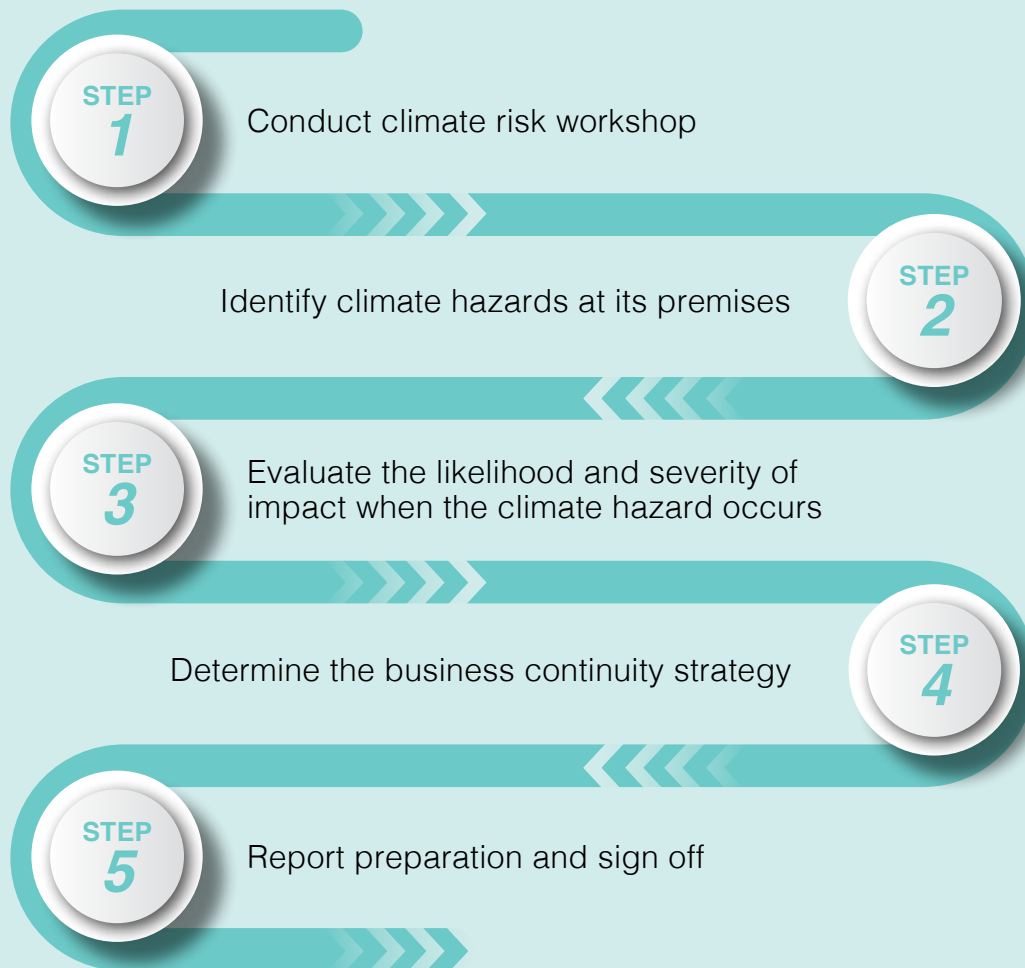 STEP
1
Conduct climate risk workshop
STEP
2
Identify climate hazards at its premises
STEP
3
Evaluate the likelihood and severity of
impact when the climate hazard occurs
STEP
4
Determine the business continuity strategy
STEP
5
Report preparation and sign off